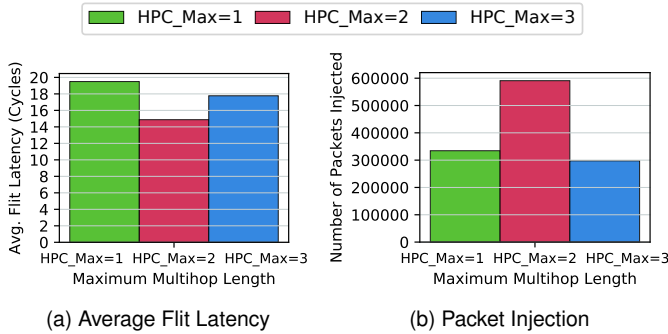 HPC_Max=1 HPC_Max=2 HPC_Max=3
Avg. Flit Latency (Cycles)
20
18
16
14
12
10
8
6
4
2
0
HPC_Max=1 HPC_Max=2 HPC_Max=3
Maximum Multihop Length
(a) Average Flit Latency
Number of Packets Injected
600000
500000
400000
300000
200000
100000
0
HPC_Max=1 HPC_Max=2 HPC_Max=3
Maximum Multihop Length
(b) Packet Injection